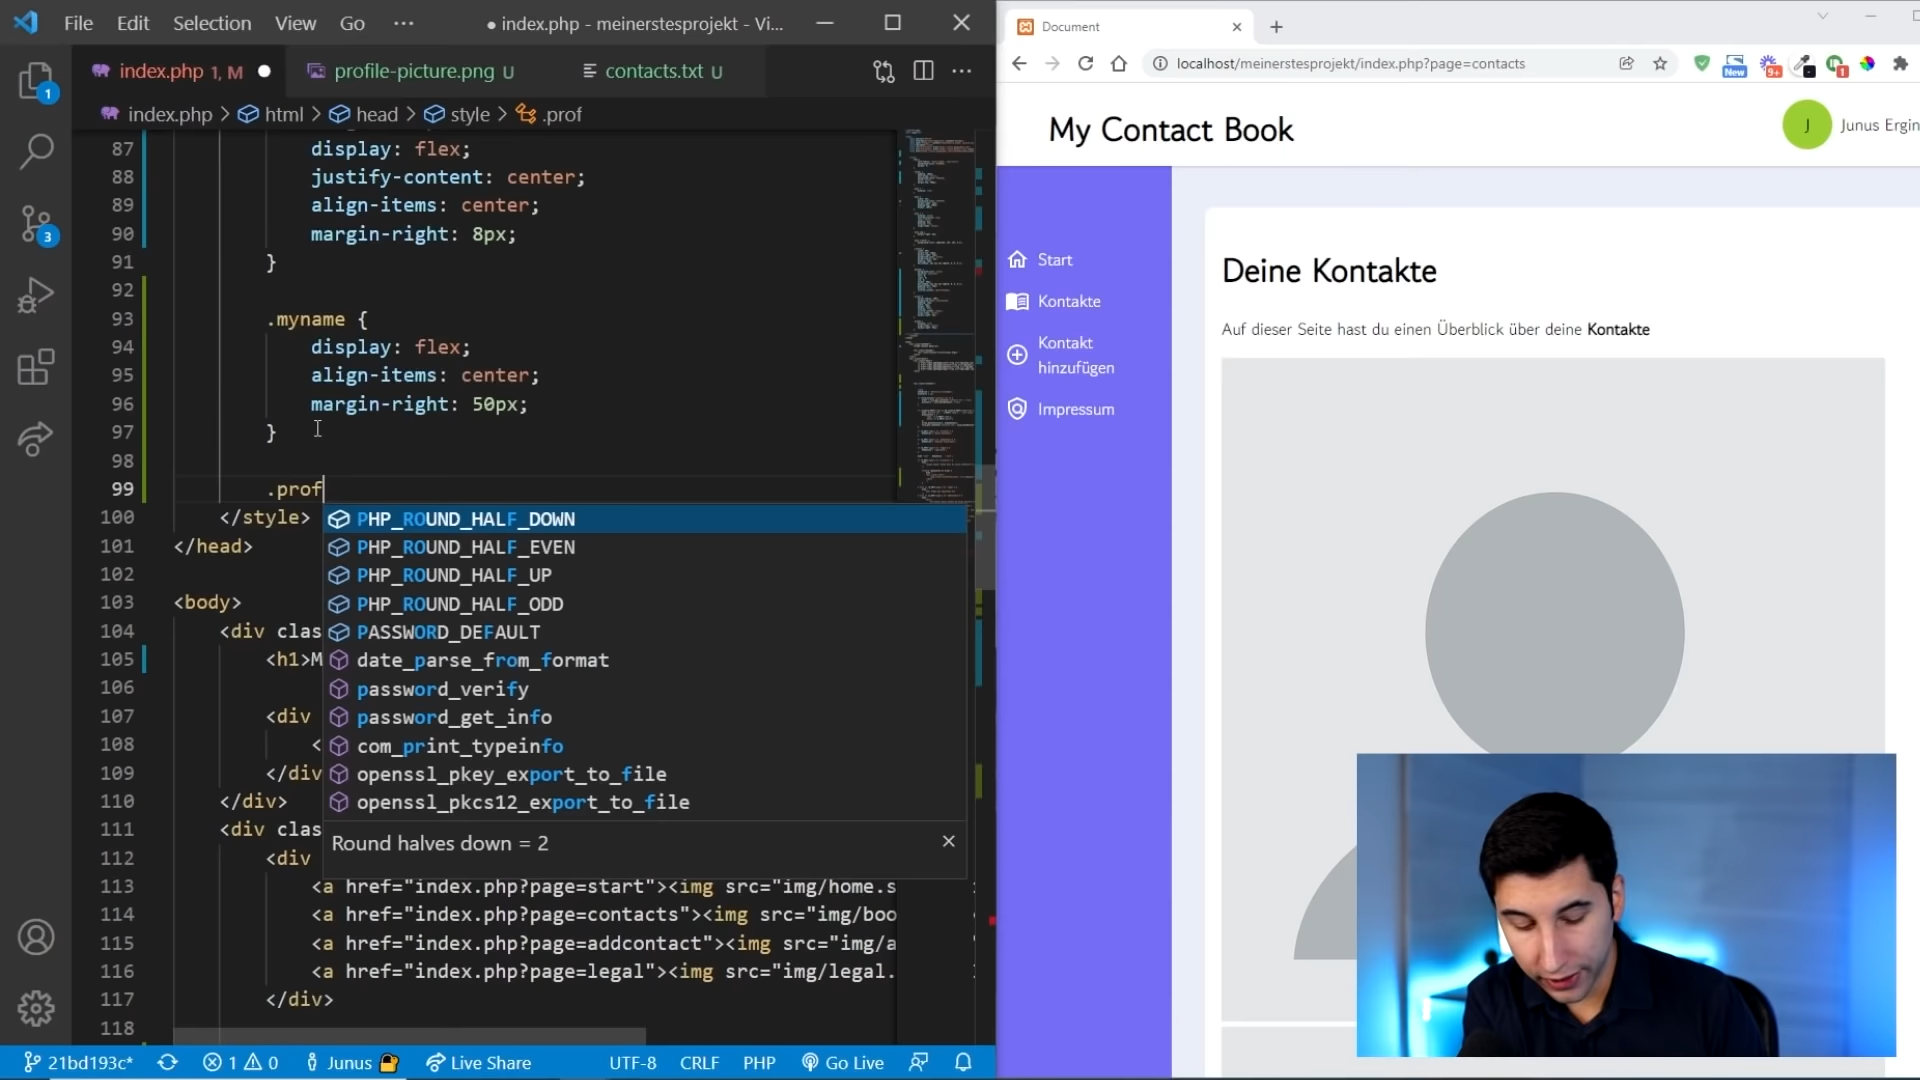 File Edit Selection View Go ··· ● index.php - meinerstesprojekt - Vi...
index.php 1, M ● profile-picture.png U contacts.txt U
index.php > html > head > style > .prof
87 display: flex;
88 justify-content: center;
89 align-items: center;
90 margin-right: 8px;
91 }
92
93 .myname {
94 display: flex;
95 align-items: center;
96 margin-right: 50px;
97 }
98
99 .prof
100 </style>
101 </head>
102
103 <body>
104 <div clas
105 <h1>M
106
107 <div
108 <
109 </div
110 </div>
111 <div clas
112 <div
113 <a href="index.php?page=start"><img src="img/home.s
114 <a href="index.php?page=contacts"><img src="img/boo
115 <a href="index.php?page=addcontact"><img src="img/a
116 <a href="index.php?page=legal"><img src="img/legal.
117 </div>
118
PHP_ROUND_HALF_DOWN
PHP_ROUND_HALF_EVEN
PHP_ROUND_HALF_UP
PHP_ROUND_HALF_ODD
PASSWORD_DEFAULT
date_parse_from_format
password_verify
password_get_info
com_print_typeinfo
openssl_pkey_export_to_file
openssl_pkcs12_export_to_file
Round halves down = 2
1
3
21bd193c* 1 0 Junus Live Share UTF-8 CRLF PHP Go Live
Document
localhost/meinerstesprojekt/index.php?page=contacts
New 9+ 1
My Contact Book
J Junus Ergin
Start
Kontakte
Kontakt
hinzufügen
Impressum
Deine Kontakte
Auf dieser Seite hast du einen Überblick über deine Kontakte